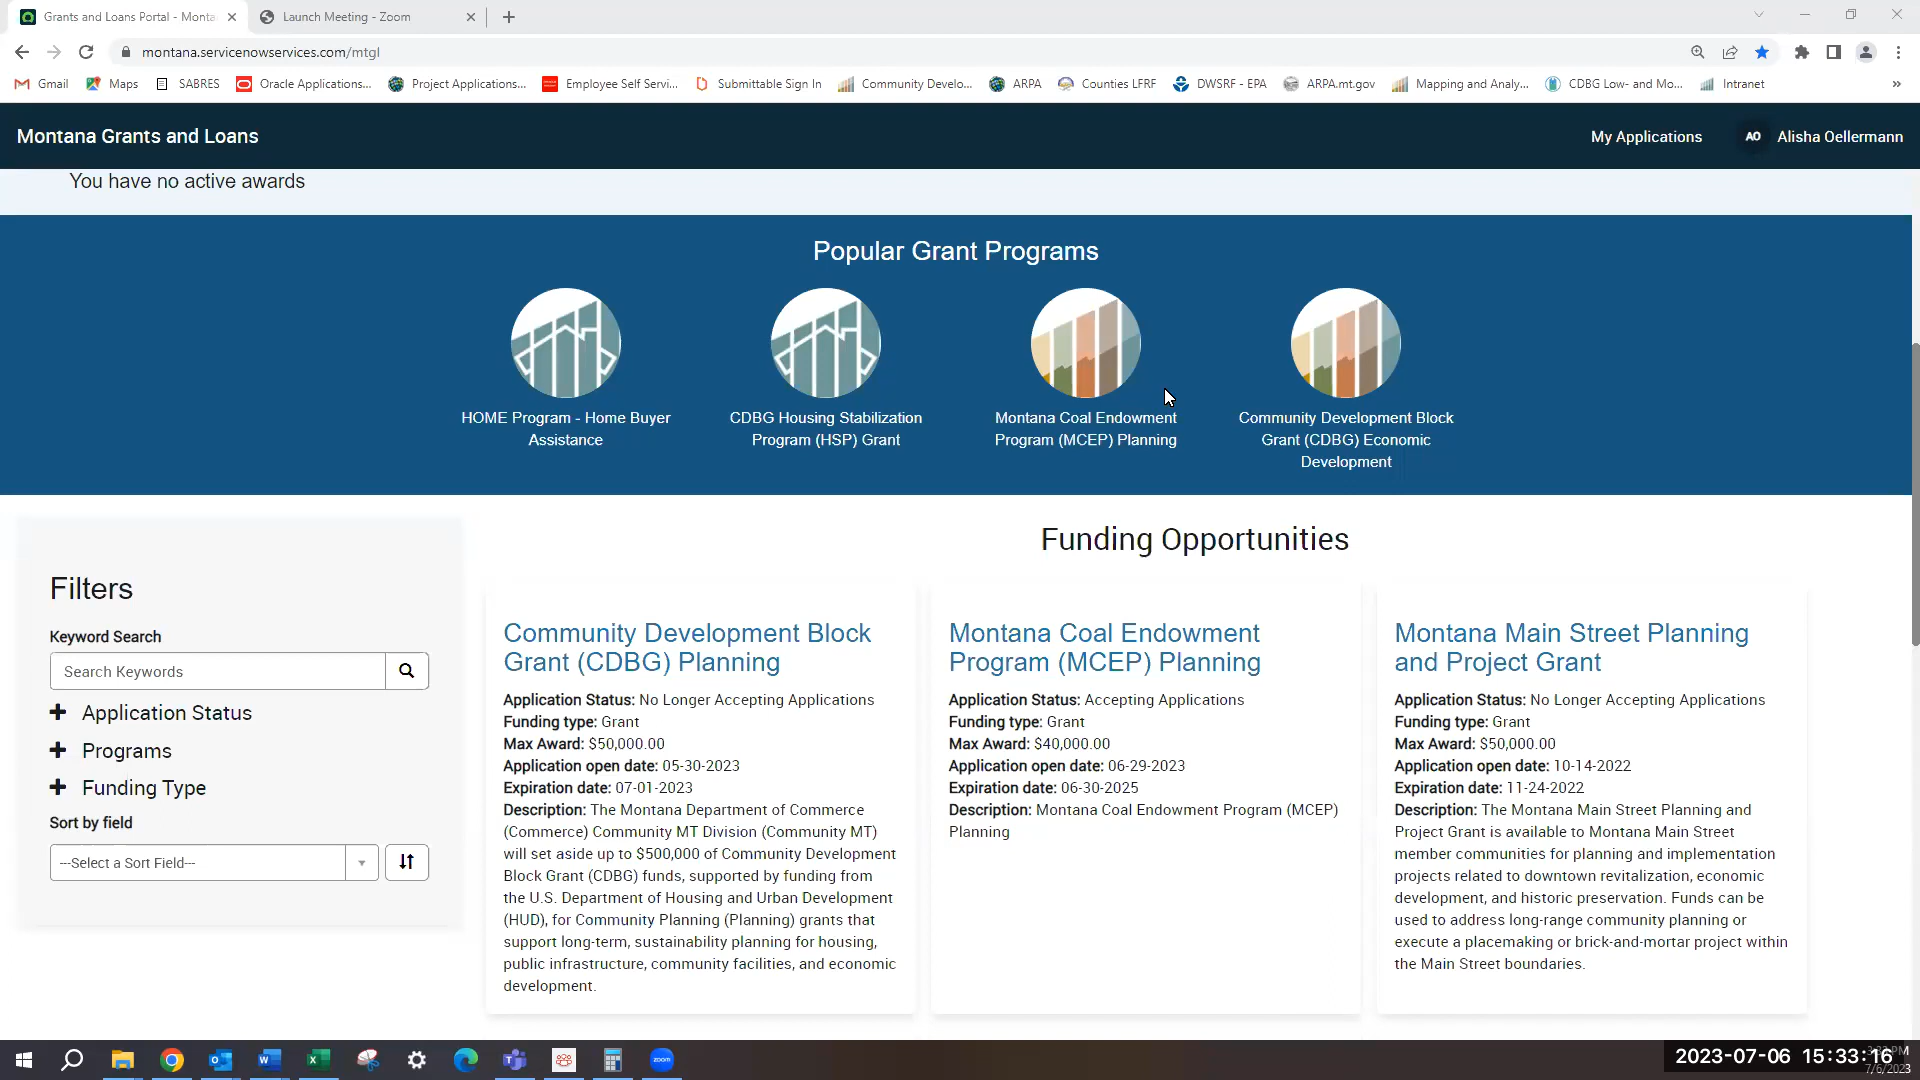 Grants and Loans Portal - Monta
Launch Meeting - Zoom
montana.servicenowservices.com/mtgl
Gmail
Maps
SABRES
Oracle Applications...
Project Applications...
Employee Self Servi...
Submittable Sign In
Community Develo...
ARPA
Counties LFRF
DWSRF - EPA
ARPA.mt.gov
Mapping and Analy...
CDBG Low- and Mo...
Intranet
»
Montana Grants and Loans
My Applications
AO
Alisha Oellermann
You have no active awards
Popular Grant Programs
HOME Program - Home Buyer
Assistance
CDBG Housing Stabilization
Program (HSP) Grant
Montana Coal Endowment
Program (MCEP) Planning
Community Development Block
Grant (CDBG) Economic
Development
Filters
Keyword Search
Search Keywords
Application Status
Programs
Funding Type
Sort by field
---Select a Sort Field---
Funding Opportunities
Community Development Block
Grant (CDBG) Planning
Application Status: No Longer Accepting Applications
Funding type: Grant
Max Award: $50,000.00
Application open date: 05-30-2023
Expiration date: 07-01-2023
Description: The Montana Department of Commerce
(Commerce) Community MT Division (Community MT)
will set aside up to $500,000 of Community Development
Block Grant (CDBG) funds, supported by funding from
the U.S. Department of Housing and Urban Development
(HUD), for Community Planning (Planning) grants that
support long-term, sustainability planning for housing,
public infrastructure, community facilities, and economic
development.
Montana Coal Endowment
Program (MCEP) Planning
Application Status: Accepting Applications
Funding type: Grant
Max Award: $40,000.00
Application open date: 06-29-2023
Expiration date: 06-30-2025
Description: Montana Coal Endowment Program (MCEP)
Planning
Montana Main Street Planning
and Project Grant
Application Status: No Longer Accepting Applications
Funding type: Grant
Max Award: $50,000.00
Application open date: 10-14-2022
Expiration date: 11-24-2022
Description: The Montana Main Street Planning and
Project Grant is available to Montana Main Street
member communities for planning and implementation
projects related to downtown revitalization, economic
development, and historic preservation. Funds can be
used to address long-range community planning or
execute a placemaking or brick-and-mortar project within
the Main Street boundaries.
zoom
2023-07-06 15:33:16
7/6/2023